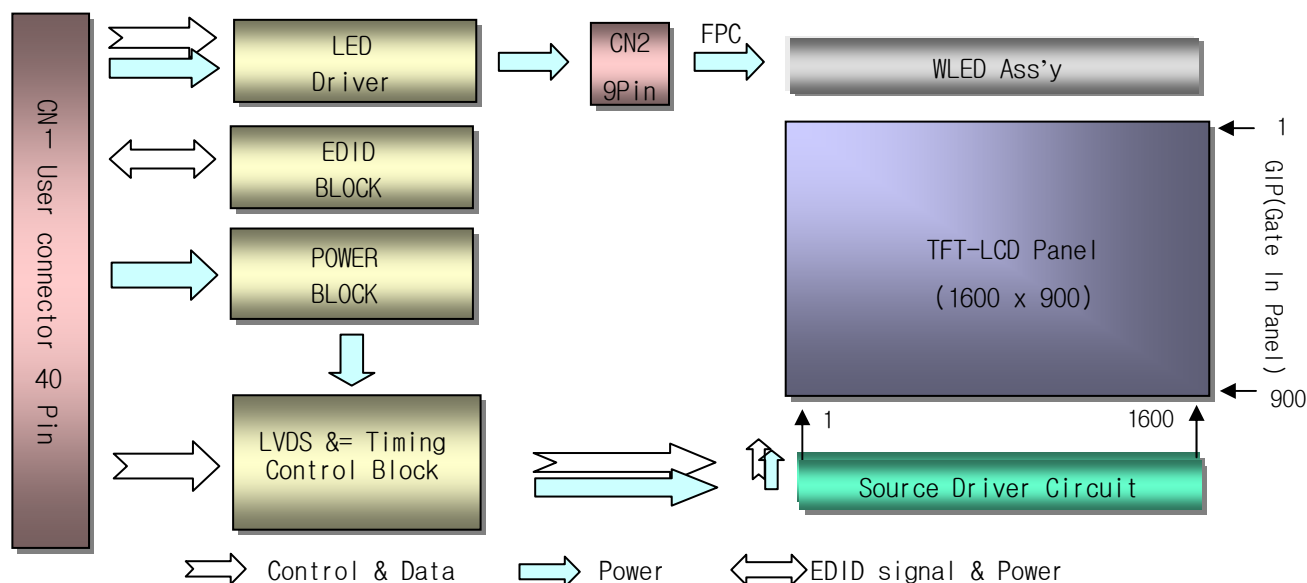 CN-1 User connector 40 Pin
LED
Driver
CN2
9Pin
FPC
WLED Ass'y
EDID
BLOCK
POWER
BLOCK
LVDS &= Timing
Control Block
TFT-LCD Panel
(1600 x 900)
1
GIP(Gate In Panel)
900
1
1600
Source Driver Circuit
Control & Data
Power
EDID signal & Power